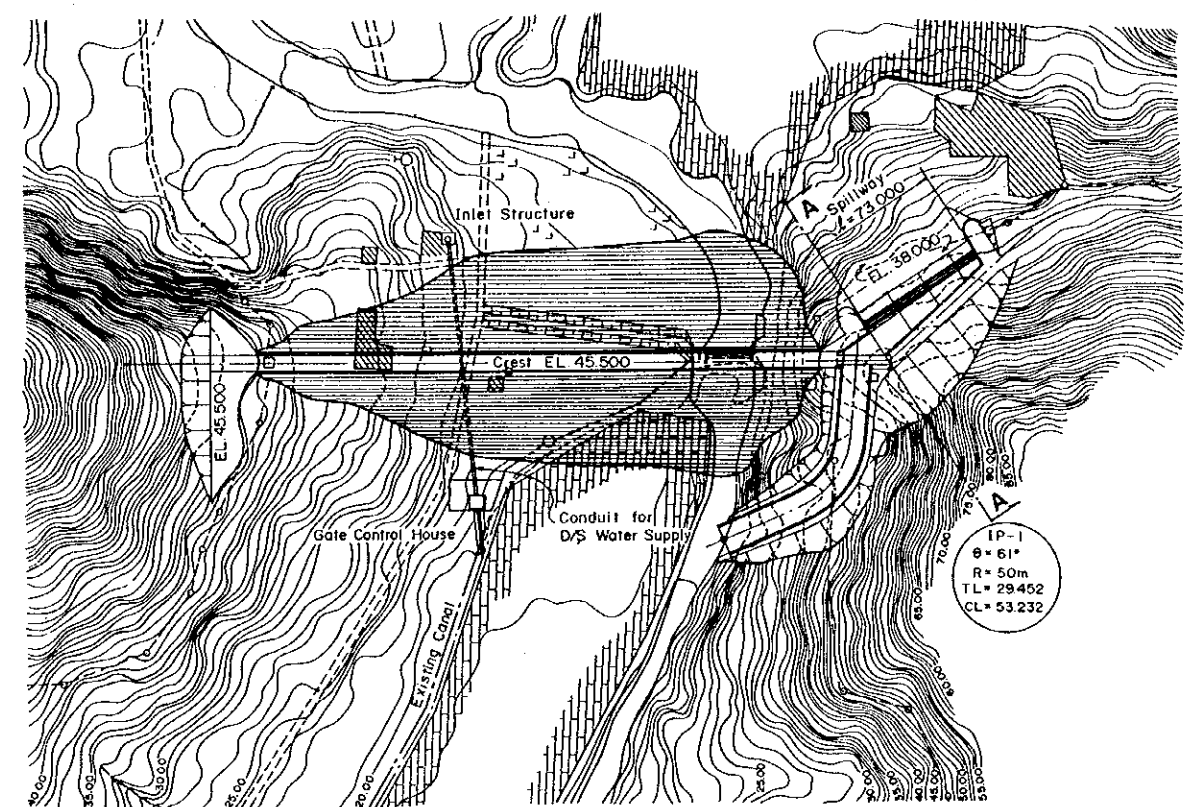 A
Spillway
L=73.000
EL. 38.000
Inlet Structure
Crest EL 45.500
EL 45.500
Gate Control House
Conduit for
D/S Water Supply
Existing Canal
A
IP-1
θ= 61°
R= 50m
TL= 29.452
CL= 53.232
85.00
80.00
75.00
70.00
65.00
60.00
40.00
35.00
30.00
25.00
20.00
25.00
30.00
35.00
40.00
45.00
50.00
55.00